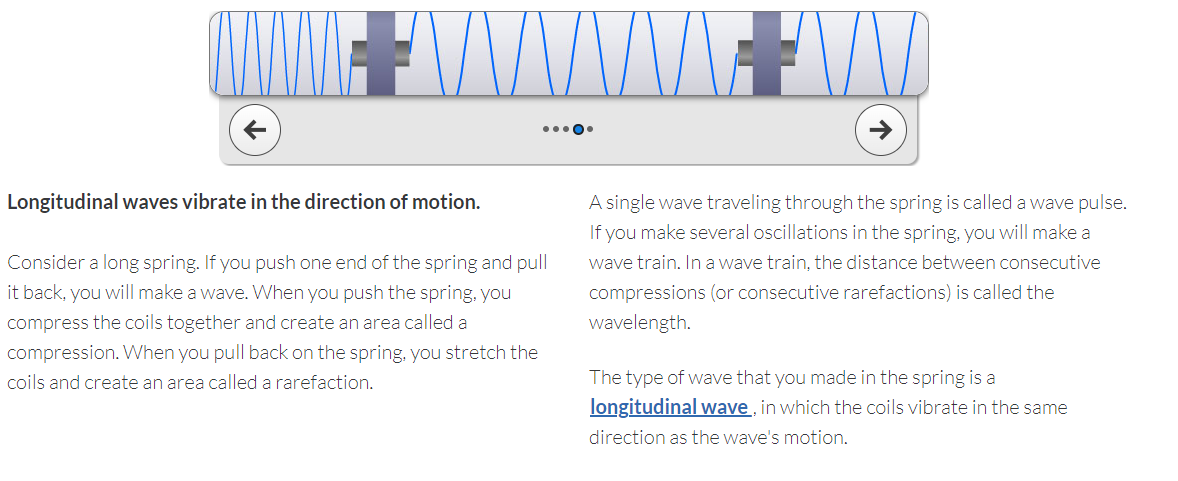 Longitudinal waves vibrate in the direction of motion.
Consider a long spring. If you push one end of the spring and pull
it back, you will make a wave. When you push the spring, you
compress the coils together and create an area called a
compression. When you pull back on the spring, you stretch the
coils and create an area called a rarefaction.
A single wave traveling through the spring is called a wave pulse.
If you make several oscillations in the spring, you will make a
wave train. In a wave train, the distance between consecutive
compressions (or consecutive rarefactions) is called the
wavelength.
The type of wave that you made in the spring is a
longitudinal wave , in which the coils vibrate in the same
direction as the wave's motion.